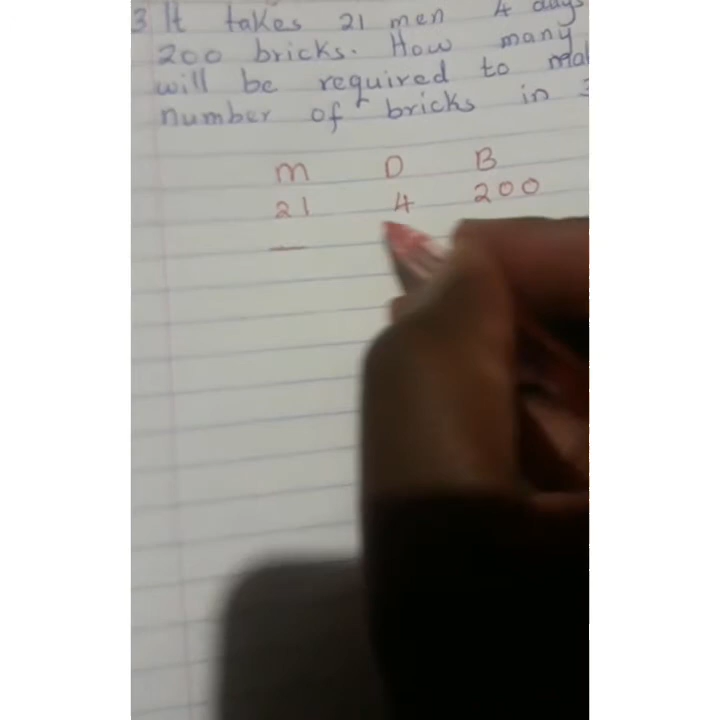 3 It takes 21 men 4 days
200 bricks. How many
will be required to
number of bricks in
M D B
21 4 200